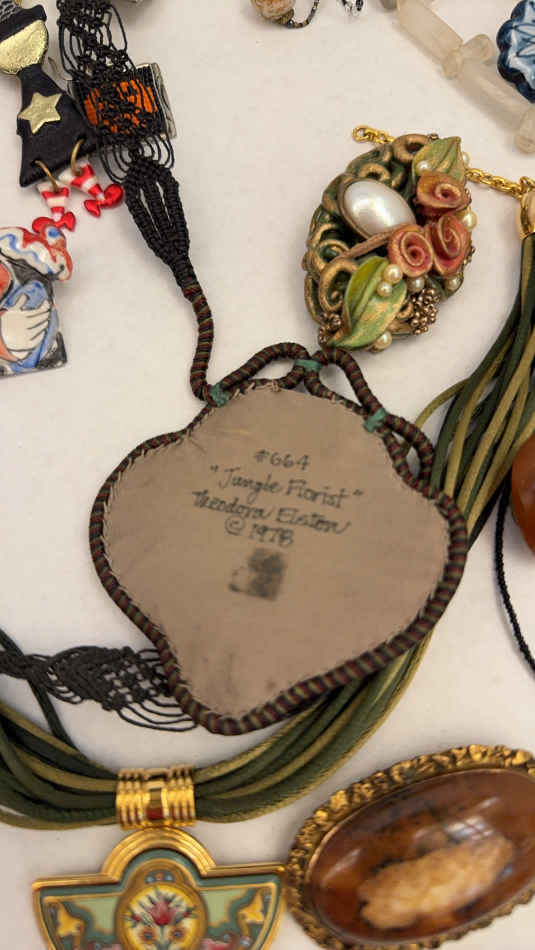 #664
"Jungle Florist"
Theodora Elston
© 1978